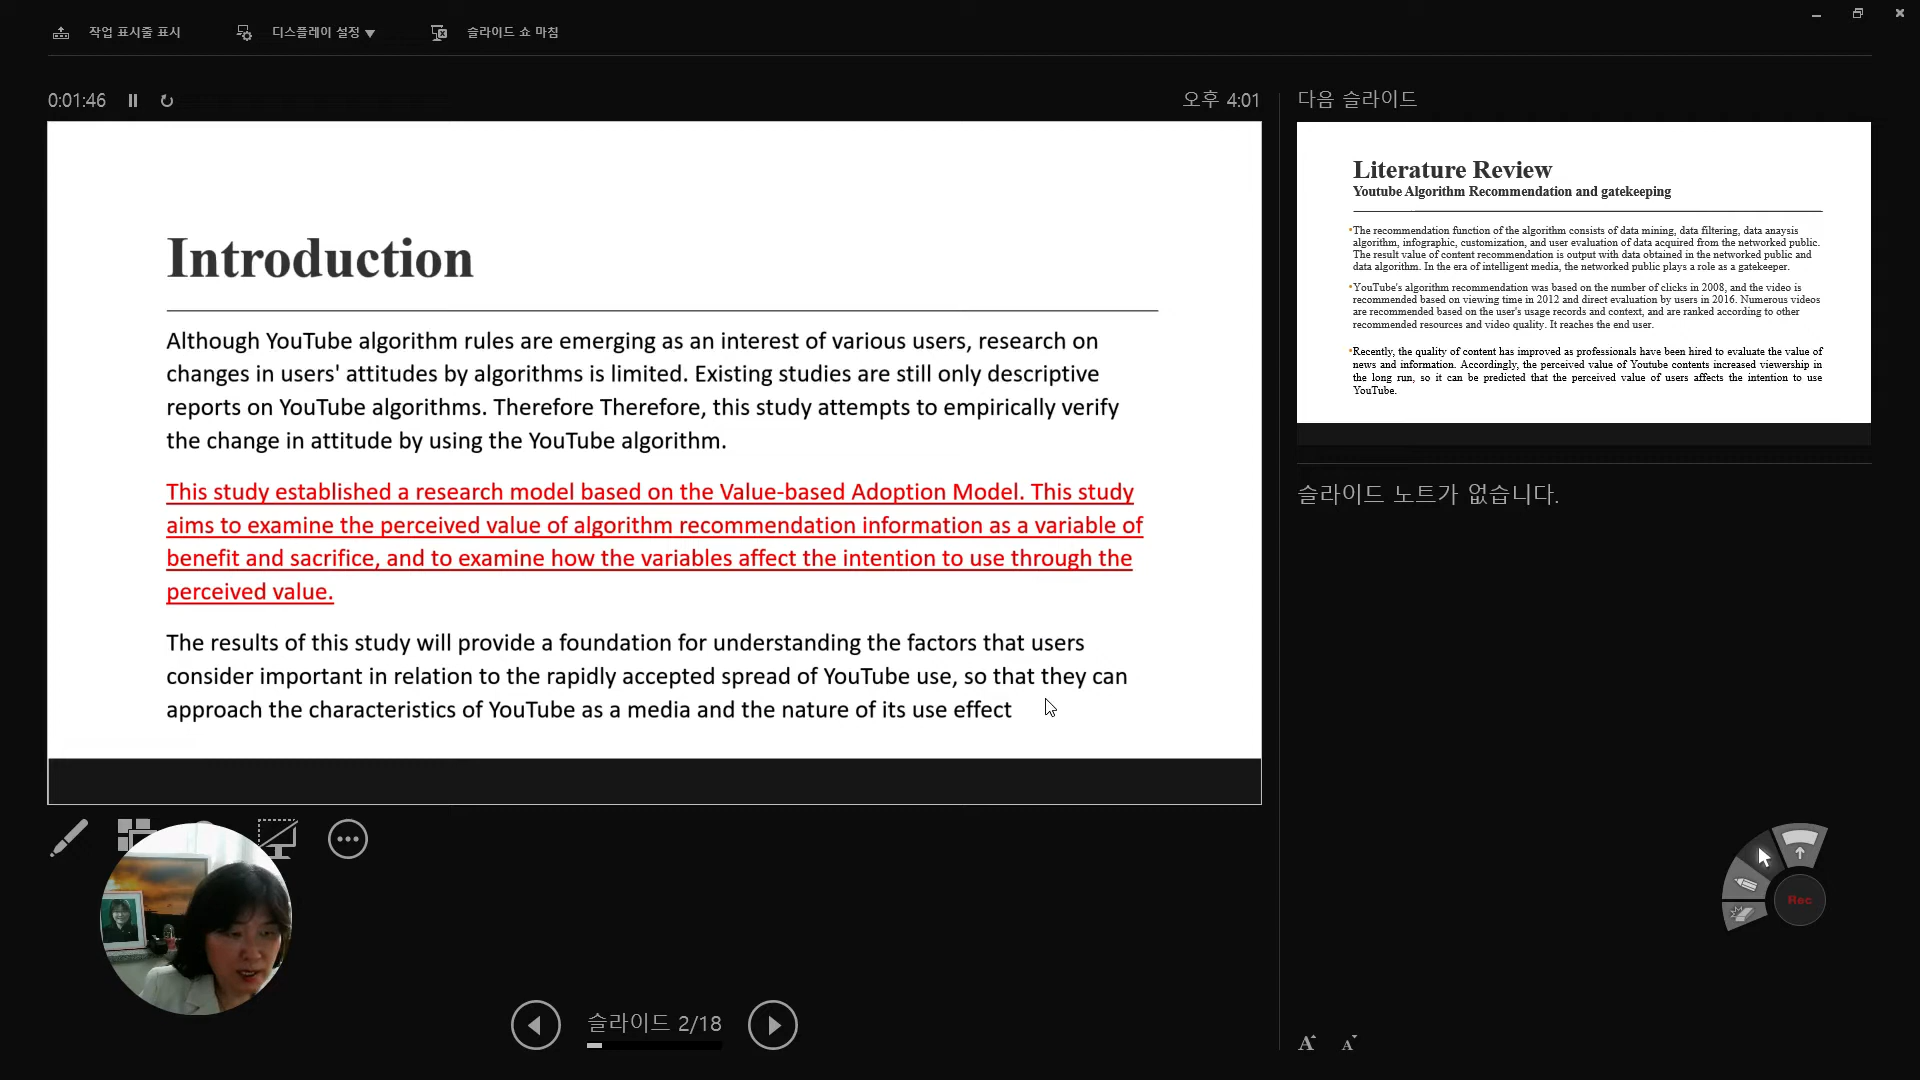 작업 표시줄 표시
디스플레이 설정 ▼
슬라이드 쇼 마침
0:01:46
오후 4:01
Introduction
Although YouTube algorithm rules are emerging as an interest of various users, research on
changes in users' attitudes by algorithms is limited. Existing studies are still only descriptive
reports on YouTube algorithms. Therefore Therefore, this study attempts to empirically verify
the change in attitude by using the YouTube algorithm.
This study established a research model based on the Value-based Adoption Model. This study
aims to examine the perceived value of algorithm recommendation information as a variable of
benefit and sacrifice, and to examine how the variables affect the intention to use through the
perceived value.
The results of this study will provide a foundation for understanding the factors that users
consider important in relation to the rapidly accepted spread of YouTube use, so that they can
approach the characteristics of YouTube as a media and the nature of its use effect
슬라이드 2/18
다음 슬라이드
Literature Review
Youtube Algorithm Recommendation and gatekeeping
•The recommendation function of the algorithm consists of data mining, data filtering, data anaysis
algorithm, infographic, customization, and user evaluation of data acquired from the networked public.
The result value of content recommendation is output with data obtained in the networked public and
data algorithm. In the era of intelligent media, the networked public plays a role as a gatekeeper.
•YouTube's algorithm recommendation was based on the number of clicks in 2008, and the video is
recommended based on viewing time in 2012 and direct evaluation by users in 2016. Numerous videos
are recommended based on the user's usage records and context, and are ranked according to other
recommended resources and video quality. It reaches the end user.
•Recently, the quality of content has improved as professionals have been hired to evaluate the value of
news and information. Accordingly, the perceived value of Youtube contents increased viewership in
the long run, so it can be predicted that the perceived value of users affects the intention to use
YouTube.
슬라이드 노트가 없습니다.
Rec
A A